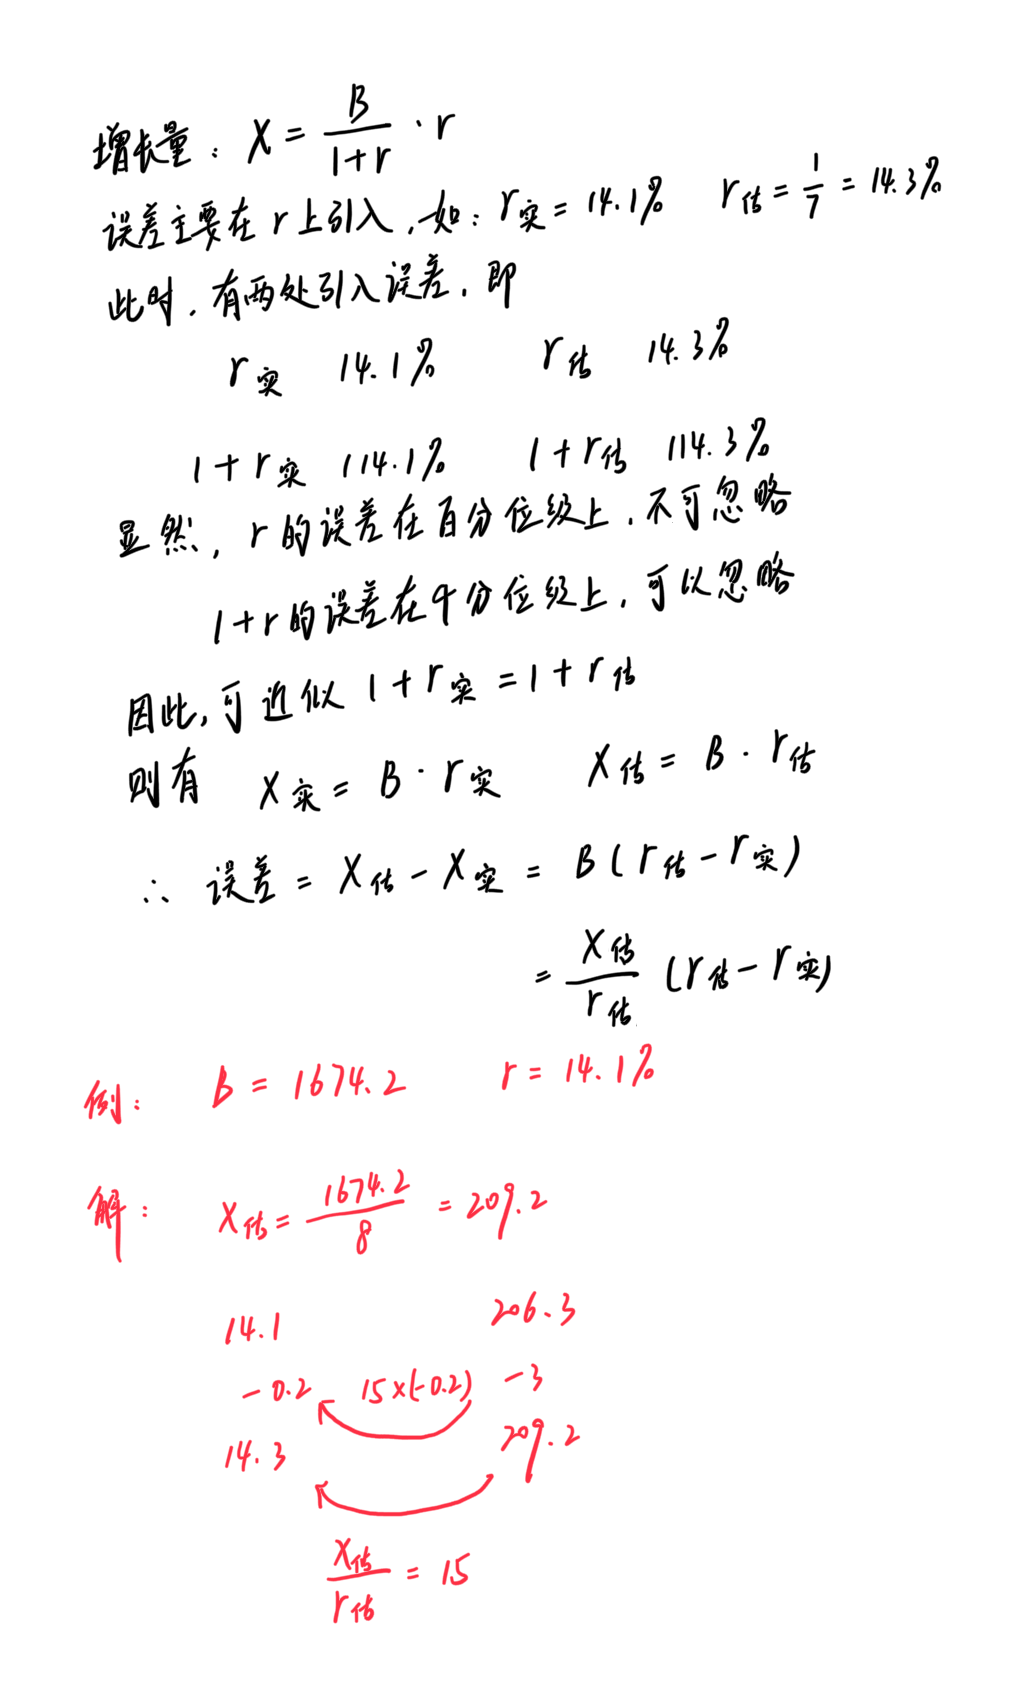 增长量：X = B/(1+r) · r
误差主要在 r 上引入，如：r实 = 14.1% r估 = 1/7 = 14.3%
此时，有两处引入误差，即
r实 14.1% r估 14.3%
1+r实 114.1% 1+r估 114.3%
显然，r的误差在百分位级上，不可忽略
1+r的误差在千分位级上，可以忽略
因此，可近似 1+r实 = 1+r估
则有 X实 = B · r实 X估 = B · r估
∴ 误差 = X估 - X实 = B(r估 - r实)
= X估/r估 (r估 - r实)
例： B = 1674.2 r = 14.1%
解： X估 = 1674.2/8 = 209.2
14.1 206.3
-0.2 15×(-0.2) -3
14.3 209.2
X估/r估 = 15